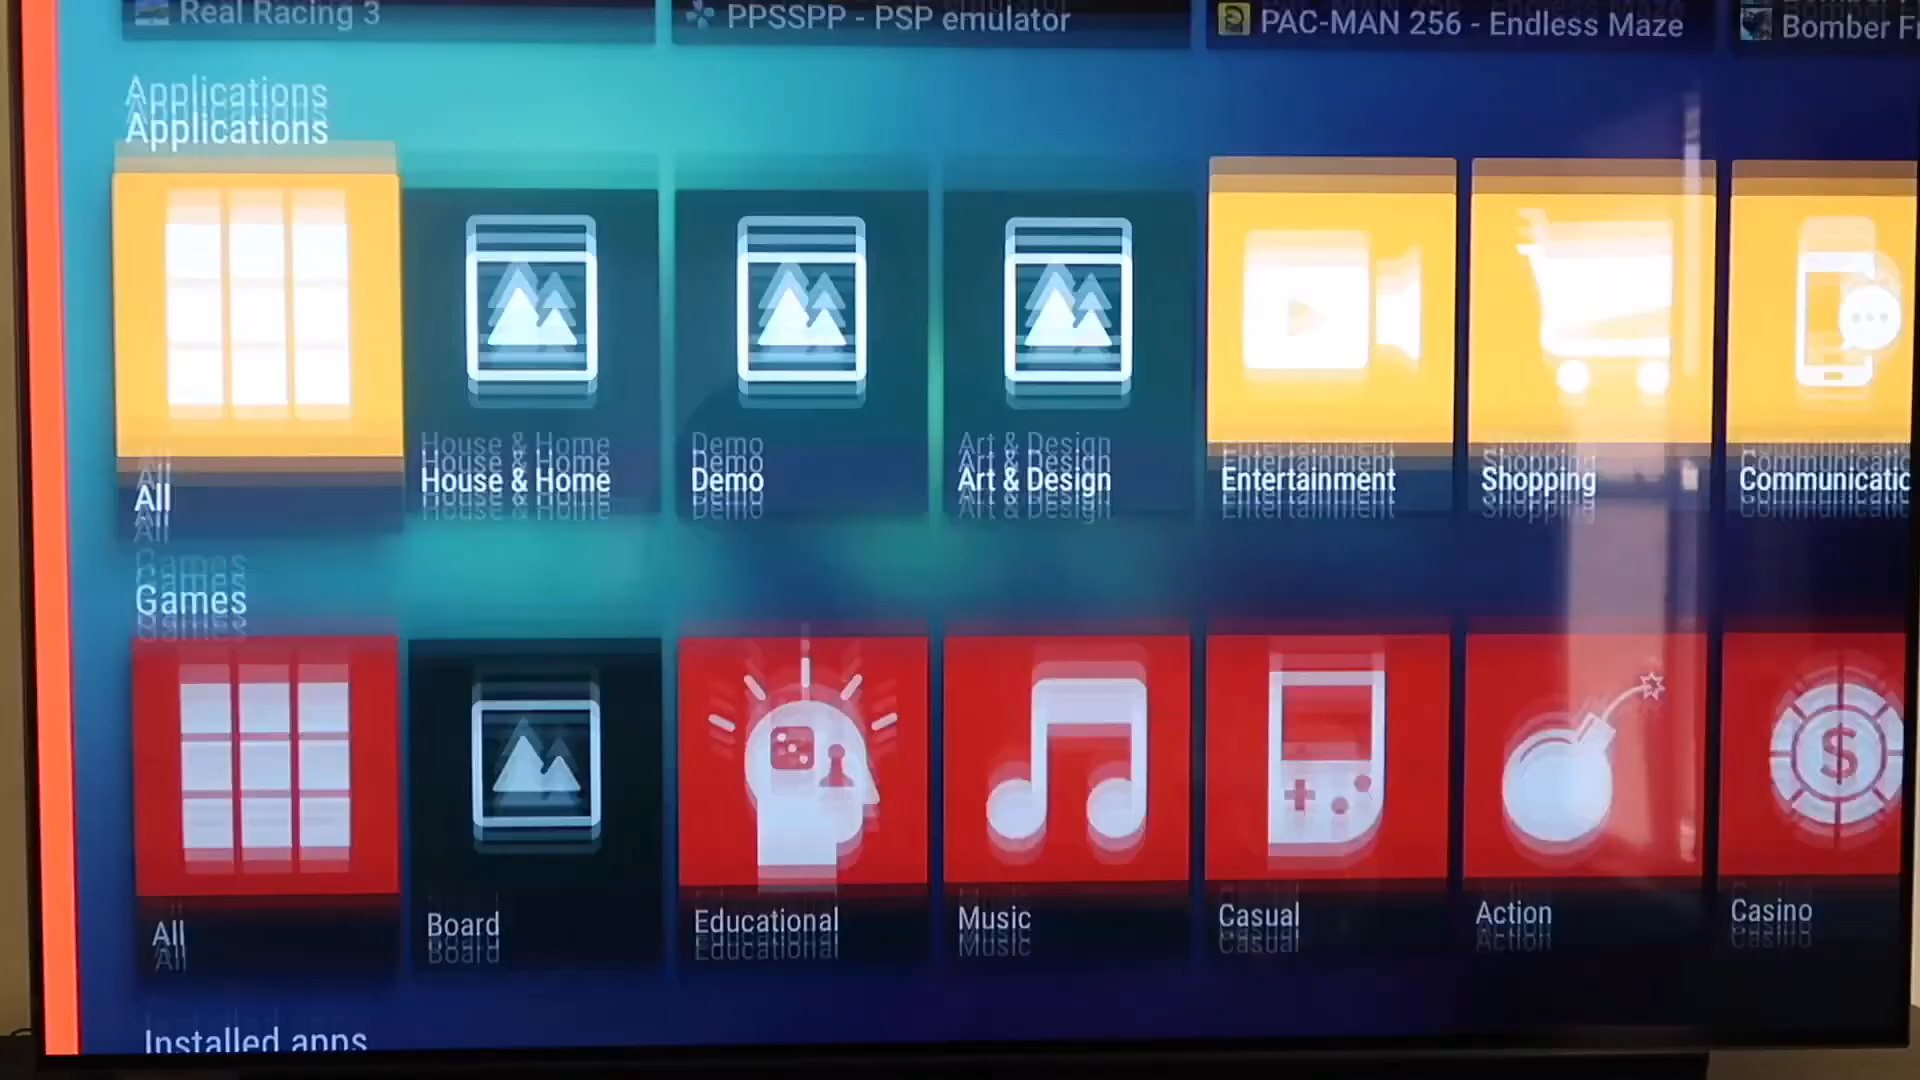 Real Racing 3
PPSSPP - PSP emulator
PAC-MAN 256 - Endless Maze
Bomber
Applications
All
House & Home
Demo
Art & Design
Entertainment
Shopping
Communicatio
Games
All
Board
Educational
Music
Casual
Action
Casino
Installed apps